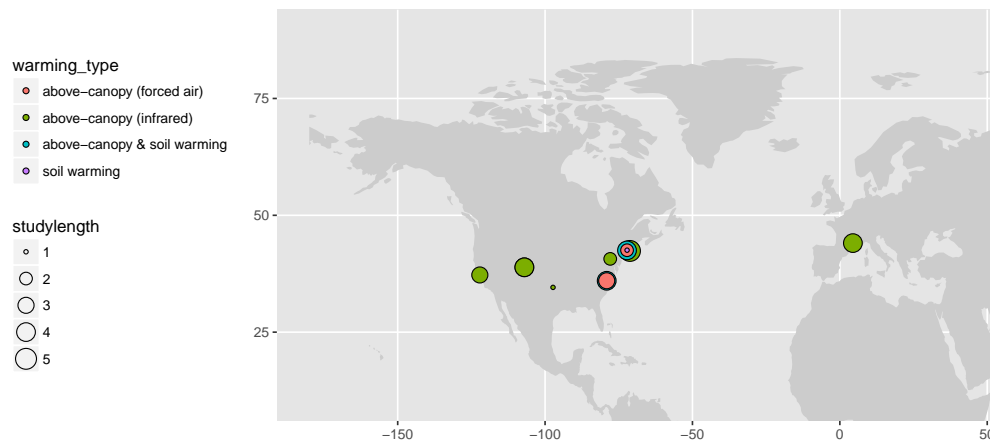 warming_type
above−canopy (forced air)
above−canopy (infrared)
above−canopy & soil warming
soil warming
studylength
1
2
3
4
5
75
50
25
−150
−100
−50
0
50